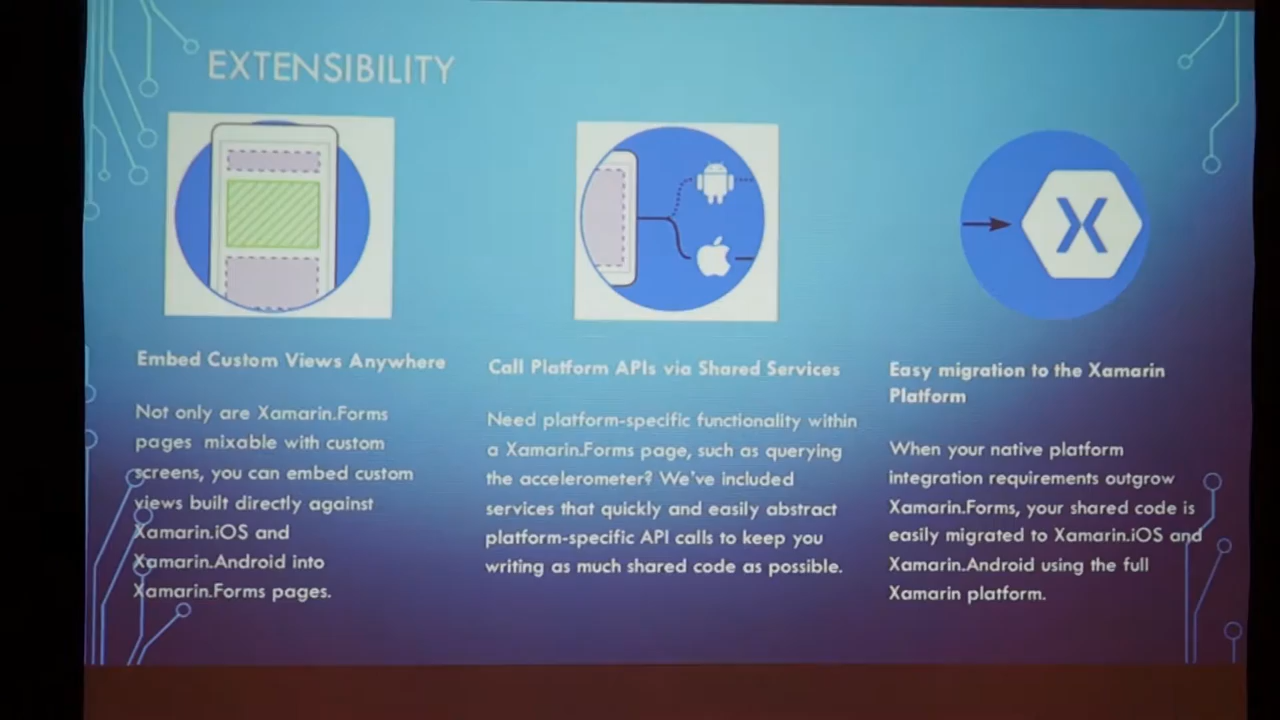 EXTENSIBILITY
Embed Custom Views Anywhere
Not only are Xamarin.Forms
pages mixable with custom
screens, you can embed custom
views built directly against
Xamarin.iOS and
Xamarin.Android into
Xamarin.Forms pages.
Call Platform APIs via Shared Services
Need platform-specific functionality within
a Xamarin.Forms page, such as querying
the accelerometer? We've included
services that quickly and easily abstract
platform-specific API calls to keep you
writing as much shared code as possible.
X
Easy migration to the Xamarin
Platform
When your native platform
integration requirements outgrow
Xamarin.Forms, your shared code is
easily migrated to Xamarin.iOS and
Xamarin.Android using the full
Xamarin platform.